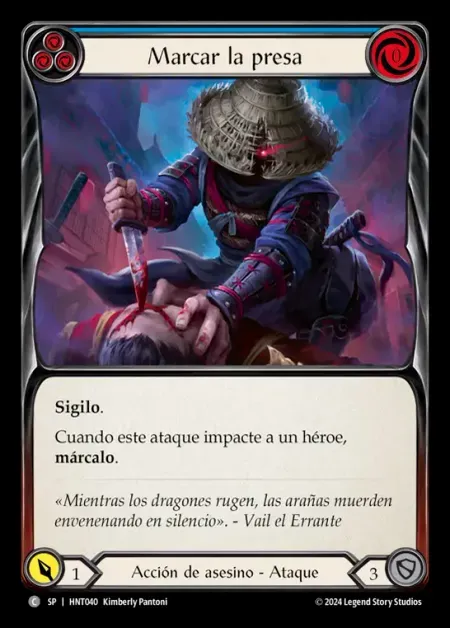 Marcar la presa
0
Sigilo.
Cuando este ataque impacte a un héroe,
márcalo.
«Mientras los dragones rugen, las arañas muerden
envenenando en silencio». - Vail el Errante
1
Acción de asesino - Ataque
3
C SP | HNT040 Kimberly Pantoni
© 2024 Legend Story Studios